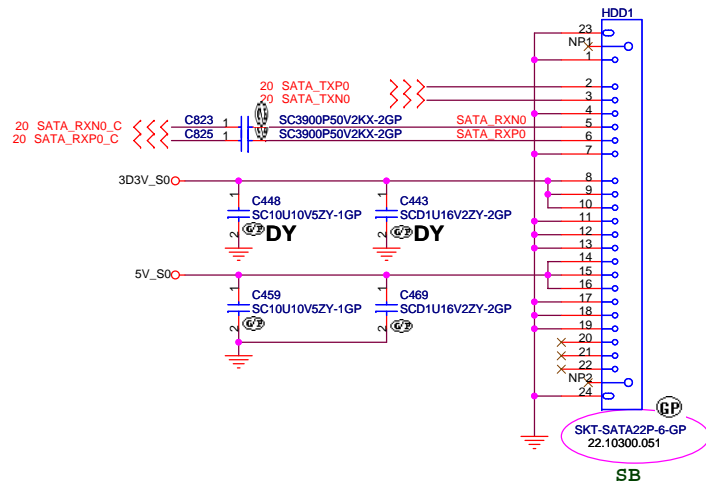 HDD1
23
NP1
1
20 SATA_TXP0
2
20 SATA_TXN0
3
4
20 SATA_RXN0_C
C823 1
SC3900P50V2KX-2GP
SATA_RXN0
5
20 SATA_RXP0_C
C825 1
SC3900P50V2KX-2GP
SATA_RXP0
6
7
3D3V_S0
8
9
10
1
C448
SC10U10V5ZY-1GP
2
G/P
DY
1
C443
SCD1U16V2ZY-2GP
2
G/P
DY
11
12
13
14
5V_S0
15
16
1
C459
SC10U10V5ZY-1GP
2
G/P
1
C469
SCD1U16V2ZY-2GP
2
G/P
17
18
19
20
21
22
NP2
24
GP
SKT-SATA22P-6-GP
22.10300.051
SB